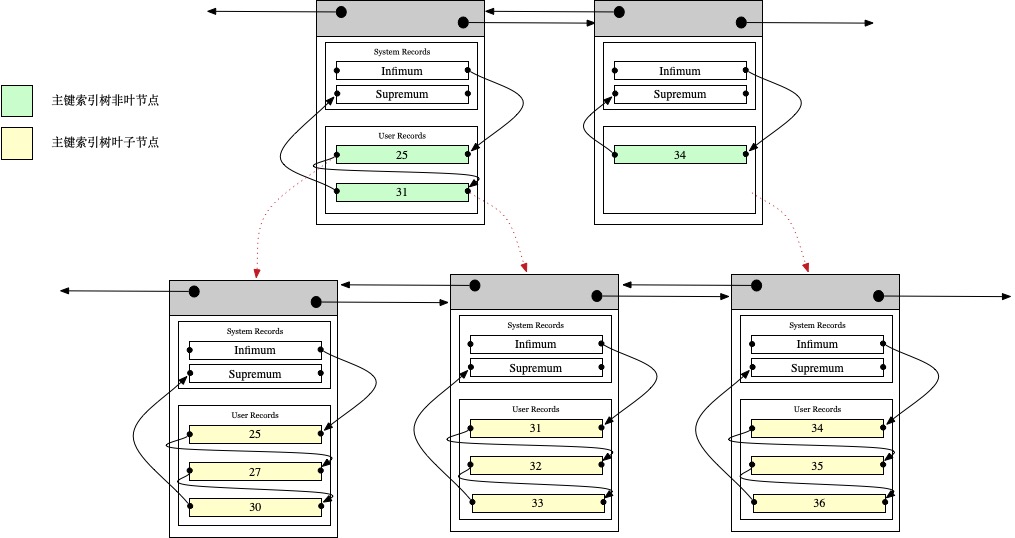 System Records
Infimum
Supremum
User Records
25
31
System Records
Infimum
Supremum
34
主键索引树非叶节点
主键索引树叶子节点
System Records
Infimum
Supremum
User Records
25
27
30
System Records
Infimum
Supremum
User Records
31
32
33
System Records
Infimum
Supremum
User Records
34
35
36